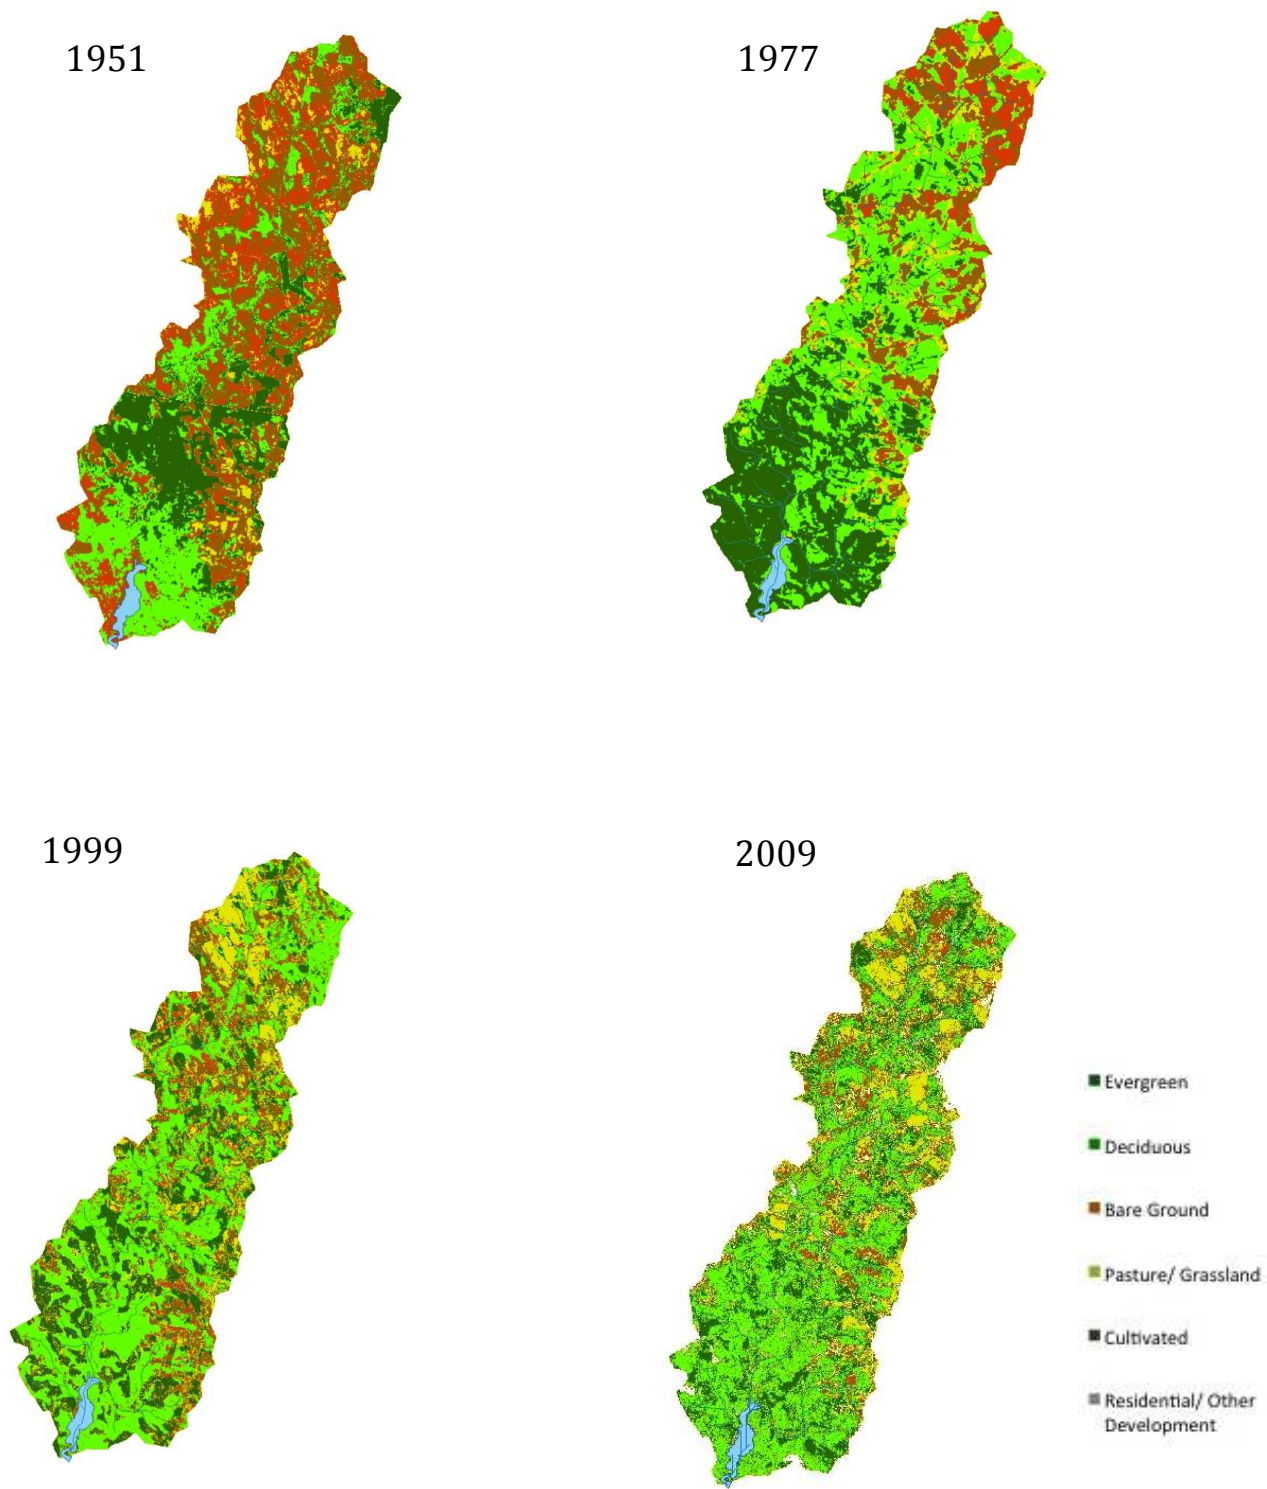 1951
1977
1999
2009
Evergreen
Deciduous
Bare Ground
Pasture/ Grassland
Cultivated
Residential/ Other
Development